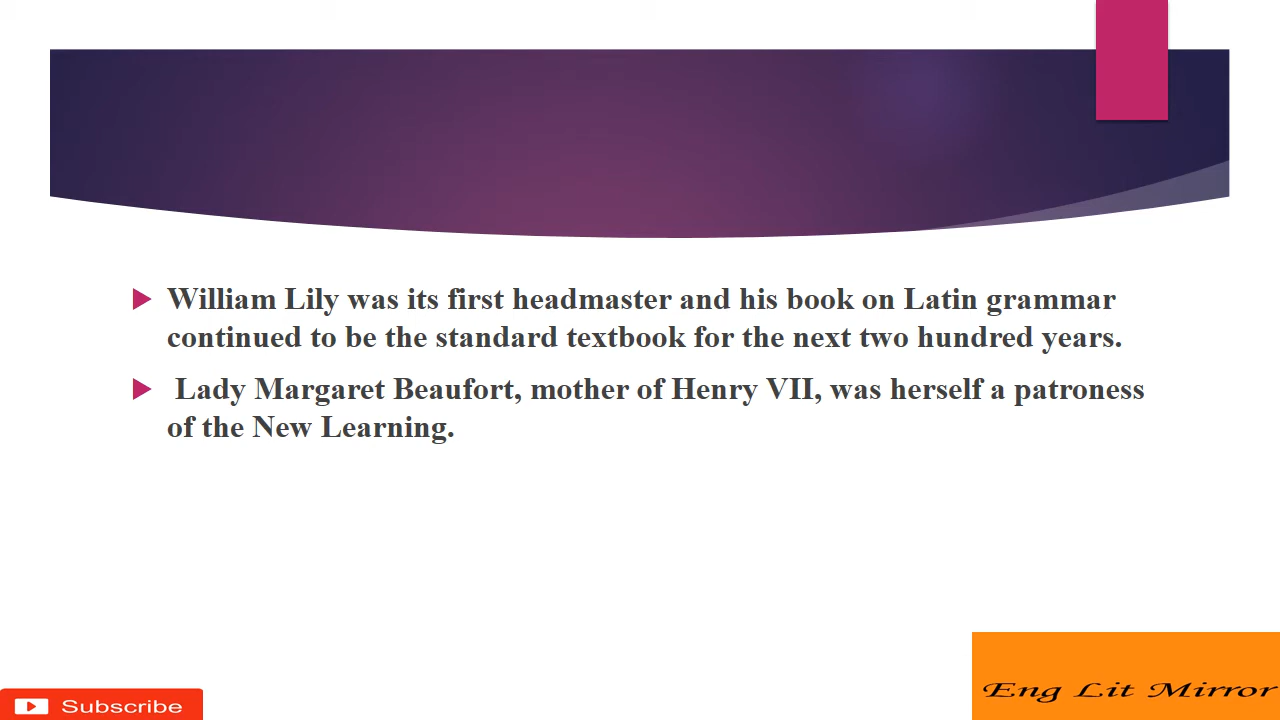 William Lily was its first headmaster and his book on Latin grammar
continued to be the standard textbook for the next two hundred years.
Lady Margaret Beaufort, mother of Henry VII, was herself a patroness
of the New Learning.
Subscribe
Eng Lit Mirror